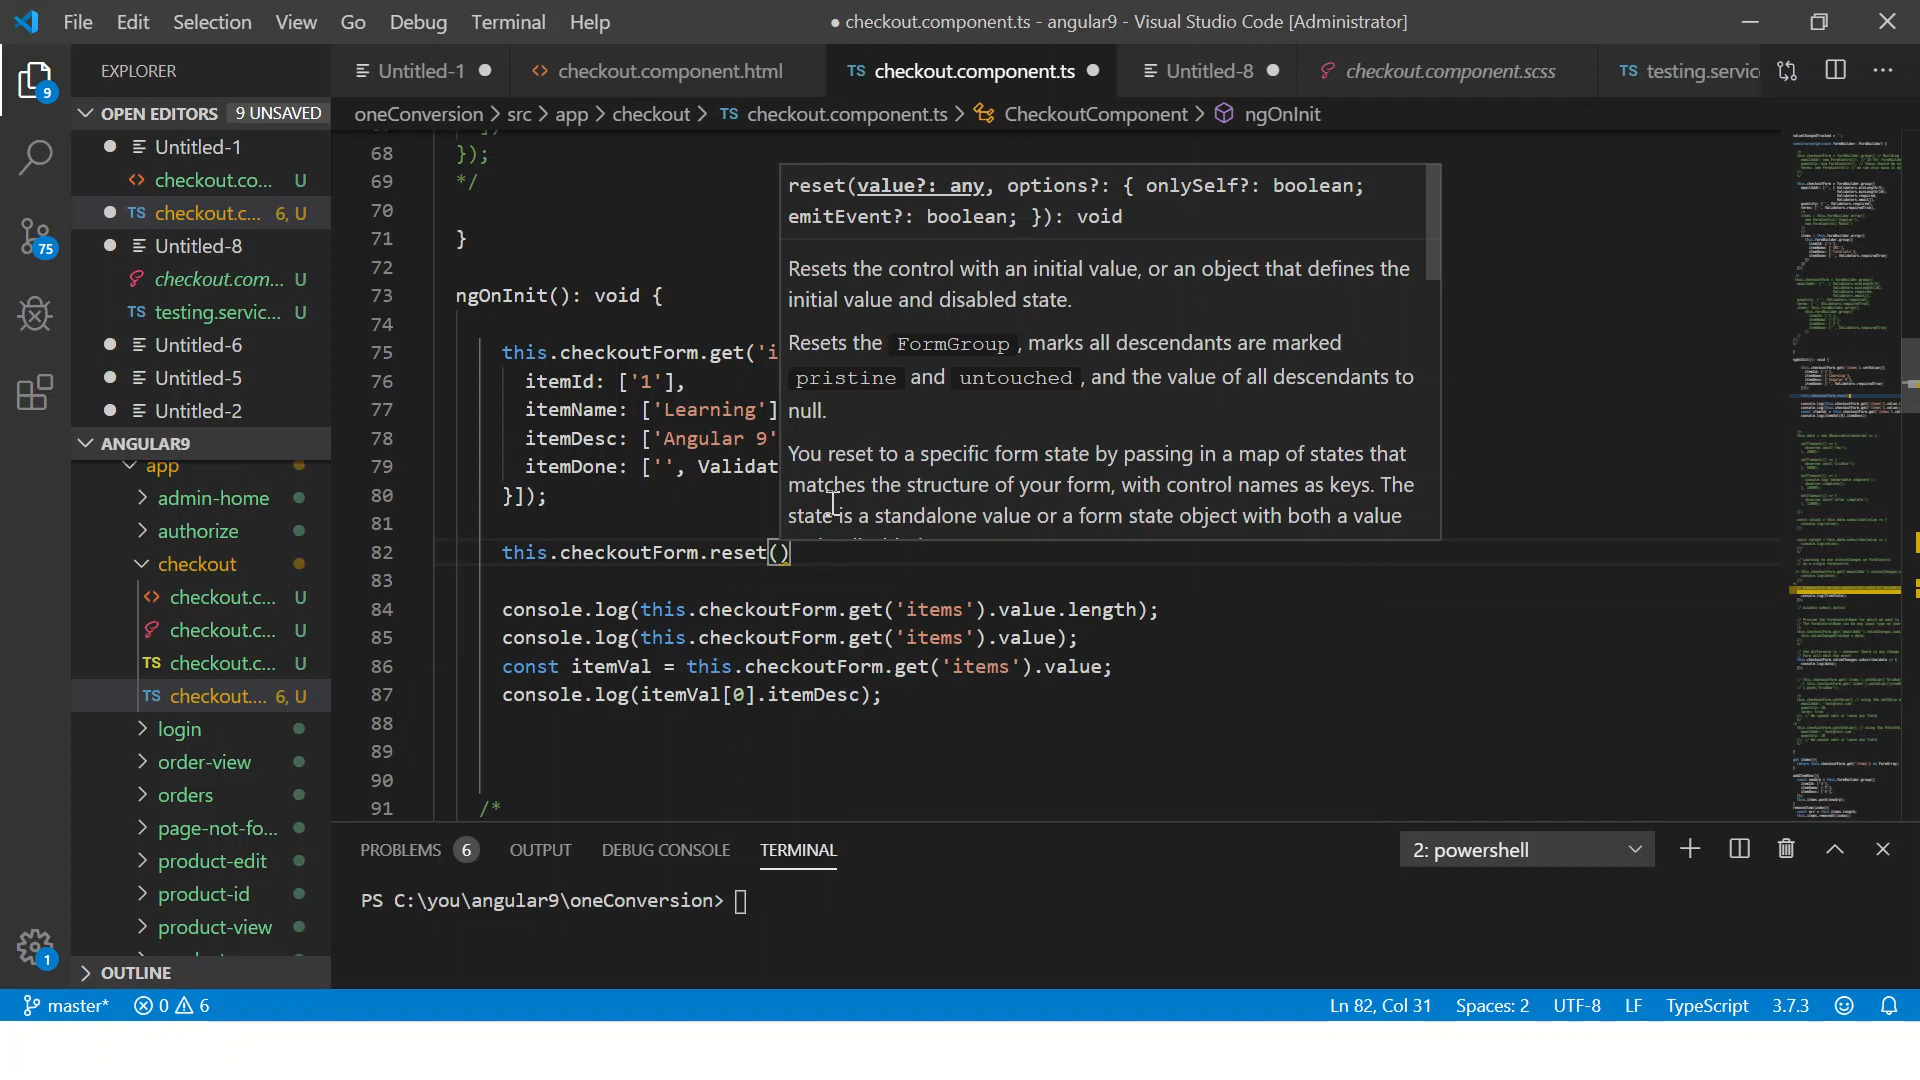 File Edit Selection View Go Debug Terminal Help
● checkout.component.ts - angular9 - Visual Studio Code [Administrator]
EXPLORER
Untitled-1
checkout.component.html
TS checkout.component.ts
Untitled-8
checkout.component.scss
TS testing.servic
9
OPEN EDITORS 9 UNSAVED
oneConversion > src > app > checkout > TS checkout.component.ts > CheckoutComponent > ngOnInit
Untitled-1
checkout.co... U
TS checkout.c... 6, U
Untitled-8
checkout.com... U
TS testing.servic... U
Untitled-6
Untitled-5
Untitled-2
75
ANGULAR9
app
admin-home
authorize
checkout
checkout.c... U
checkout.c... U
TS checkout.c... U
TS checkout.... 6, U
login
order-view
orders
page-not-fo...
product-edit
product-id
product-view
OUTLINE
1
68 });
69 */
70
71 }
72
73 ngOnInit(): void {
74
75 this.checkoutForm.get('i
76 itemId: ['1'],
77 itemName: ['Learning']
78 itemDesc: ['Angular 9'
79 itemDone: ['', Validat
80 }]);
81
82 this.checkoutForm.reset()
83
84 console.log(this.checkoutForm.get('items').value.length);
85 console.log(this.checkoutForm.get('items').value);
86 const itemVal = this.checkoutForm.get('items').value;
87 console.log(itemVal[0].itemDesc);
88
89
90
91 /*
reset(value?: any, options?: { onlySelf?: boolean;
emitEvent?: boolean; }): void
Resets the control with an initial value, or an object that defines the
initial value and disabled state.
Resets the FormGroup, marks all descendants are marked
pristine and untouched, and the value of all descendants to
null.
You reset to a specific form state by passing in a map of states that
matches the structure of your form, with control names as keys. The
state is a standalone value or a form state object with both a value
PROBLEMS 6 OUTPUT DEBUG CONSOLE TERMINAL
2: powershell
PS C:\you\angular9\oneConversion>
master* 0 6
Ln 82, Col 31 Spaces: 2 UTF-8 LF TypeScript 3.7.3